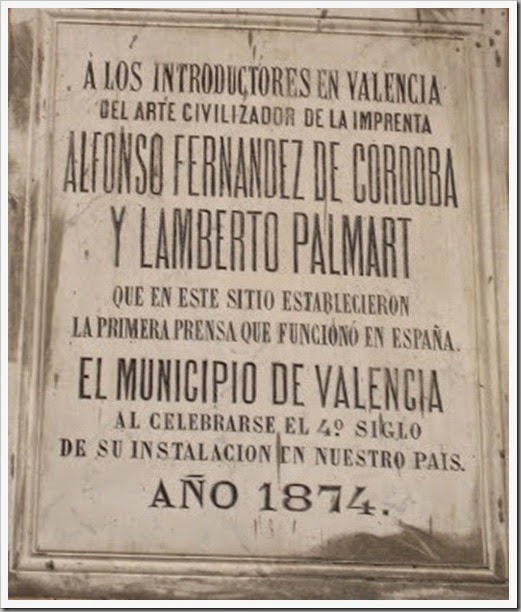 Á LOS INTRODUCTORES EN VALENCIA
DEL ARTE CIVILIZADOR DE LA IMPRENTA
ALFONSO FERNANDEZ DE CÓRDOBA
Y LAMBERTO PALMART
QUE EN ESTE SITIO ESTABLECIERON
LA PRIMERA PRENSA QUE FUNCIÓNÓ EN ESPAÑA.
EL MUNICIPIO DE VALENCIA
AL CELEBRARSE EL 4º SIGLO
DE SU INSTALACION EN NUESTRO PAIS.
AÑO 1874.